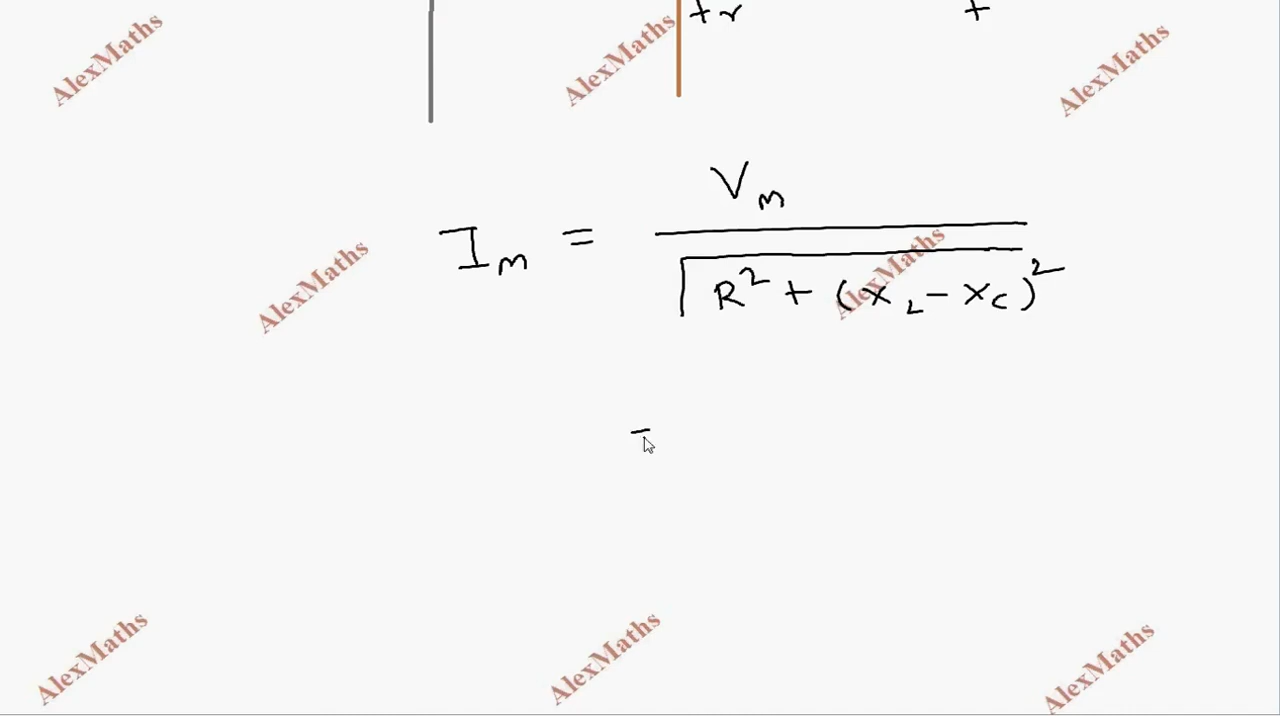 +r +
AlexMaths AlexMaths AlexMaths
V_m
I_m = ―――――――
√R² + (x_L - x_C)²
AlexMaths AlexMaths
AlexMaths AlexMaths AlexMaths